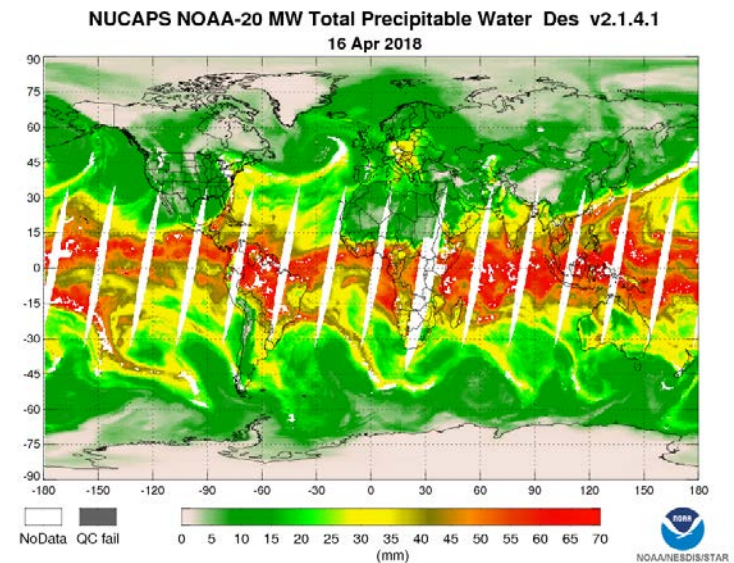 NUCAPS NOAA-20 MW Total Precipitable Water Des v2.1.4.1
16 Apr 2018
90
75
60
45
30
15
0
-15
-30
-45
-60
-75
-90
-180 -150 -120 -90 -60 -30 0 30 60 90 120 150 180
NoData QC fail
0 5 10 15 20 25 30 35 40 45 50 55 60 65 70
(mm)
NOAA
NOAA/NESDIS/STAR